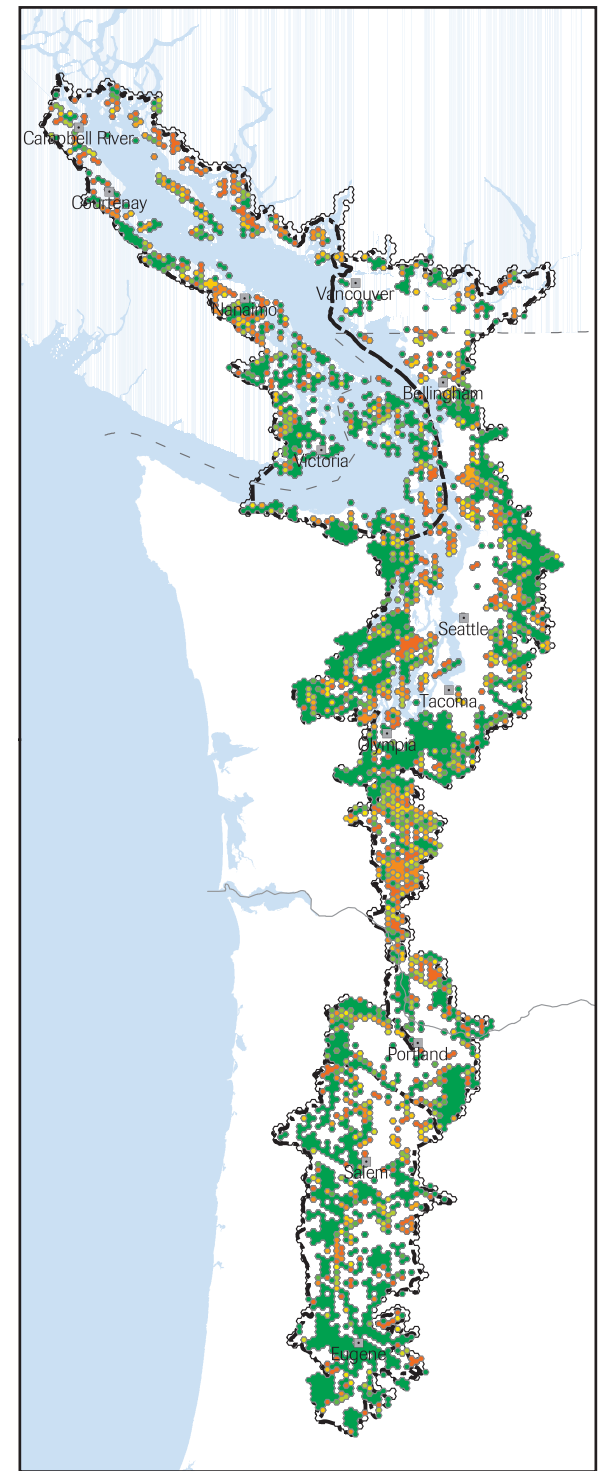 Campbell River
Courtenay
Vancouver
Nanaimo
Bellingham
Victoria
Seattle
Tacoma
Olympia
Portland
Salem
Eugene